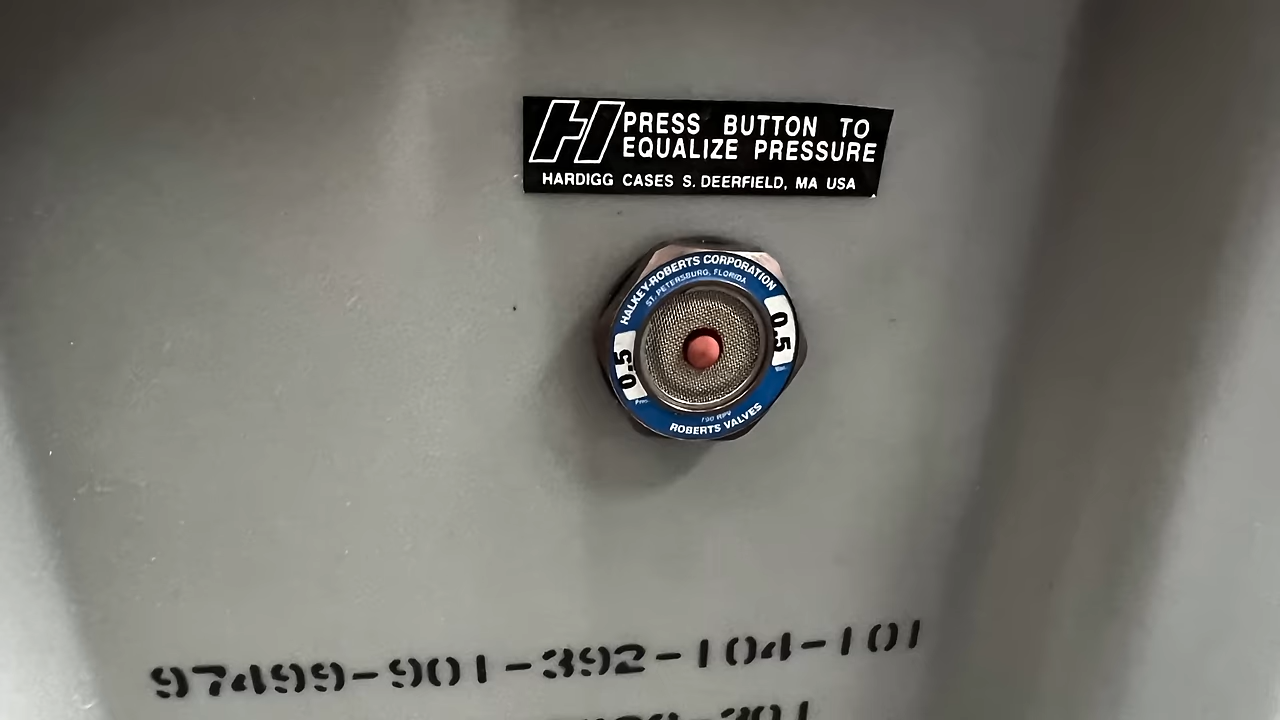 H PRESS BUTTON TO
EQUALIZE PRESSURE
HARDIGG CASES S. DEERFIELD, MA USA
HALKEY-ROBERTS CORPORATION
ST. PETERSBURG, FLORIDA
0.5
0.5
ROBERTS VALVES
97499-901-392-104-101